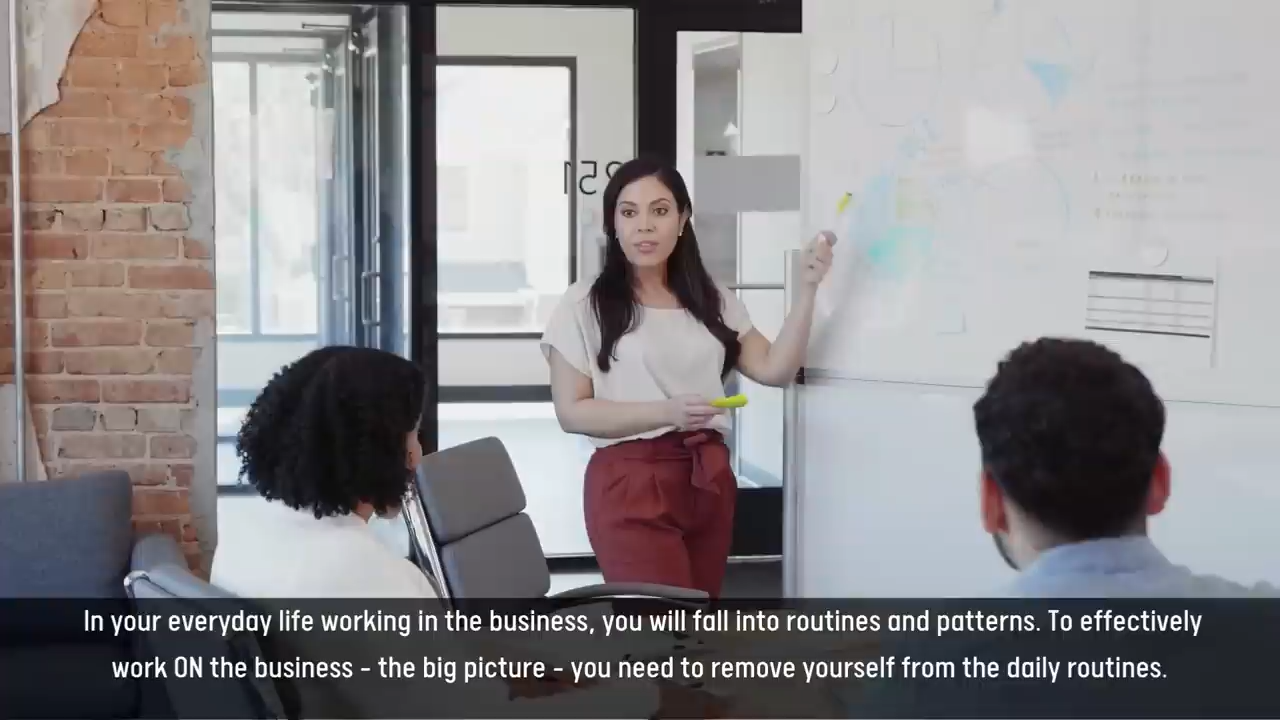 In your everyday life working in the business, you will fall into routines and patterns. To effectively
work ON the business - the big picture - you need to remove yourself from the daily routines.